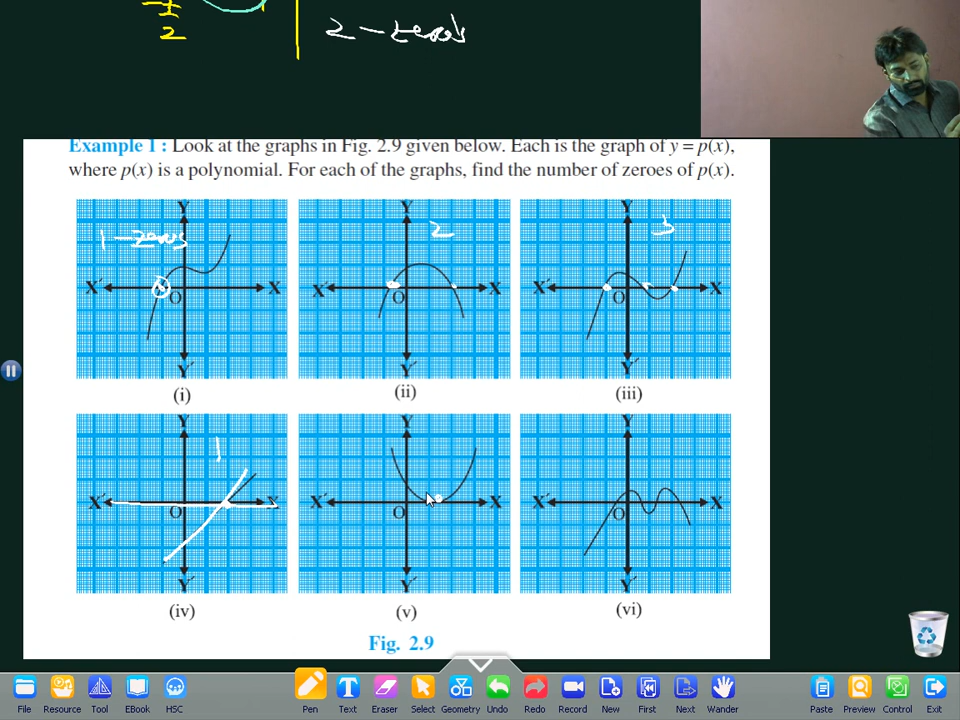 -1/2
2 - zero's
Example 1 : Look at the graphs in Fig. 2.9 given below. Each is the graph of y = p(x),
where p(x) is a polynomial. For each of the graphs, find the number of zeroes of p(x).
Y Y Y
1 - zeros 2 3
X′ O X X′ O X X′ O X
Y′ Y′ Y′
(i) (ii) (iii)
Y Y Y
1
X′ O X X′ O X X′ O X
Y′ Y′ Y′
(iv) (v) (vi)
Fig. 2.9
File Resource Tool EBook HSC Pen Text Eraser Select Geometry Undo Redo Record New First Next Wander Paste Preview Control Exit